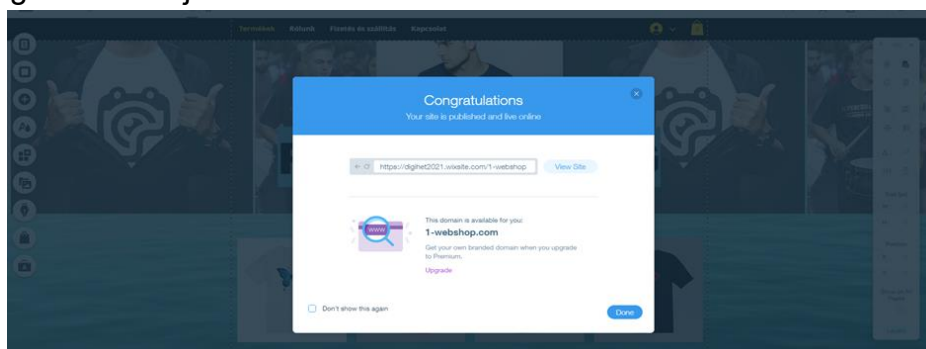 Termékek Rólunk Fizetés és szállítás Kapcsolat
Congratulations
Your site is published and live online
https://digihet2021.wixsite.com/1-webshop
View Site
www
This domain is available for you:
1-webshop.com
Get your own branded domain when you upgrade
to Premium.
Upgrade
Don't show this again
Done